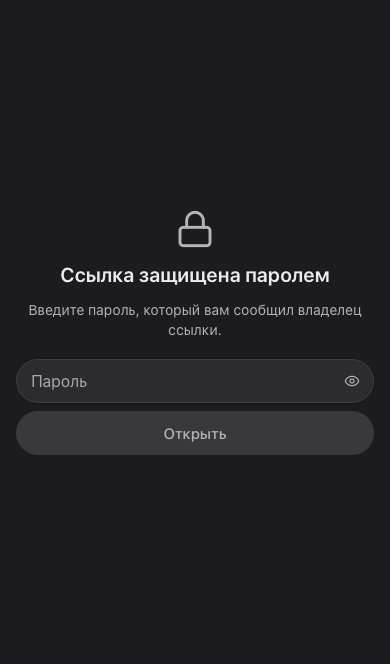 Ссылка защищена паролем
Введите пароль, который вам сообщил владелец
ссылки.
Пароль
Открыть